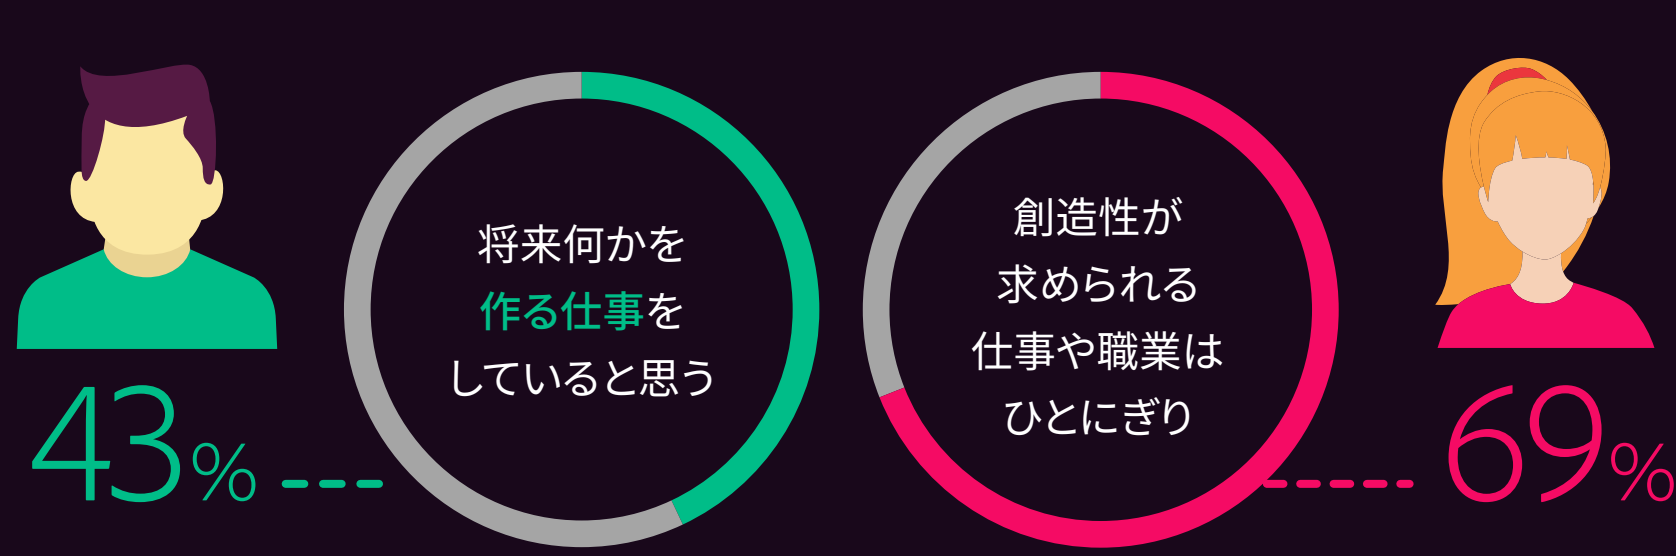 将来何かを
作る仕事を
していると思う
43%
創造性が
求められる
仕事や職業は
ひとにぎり
69%